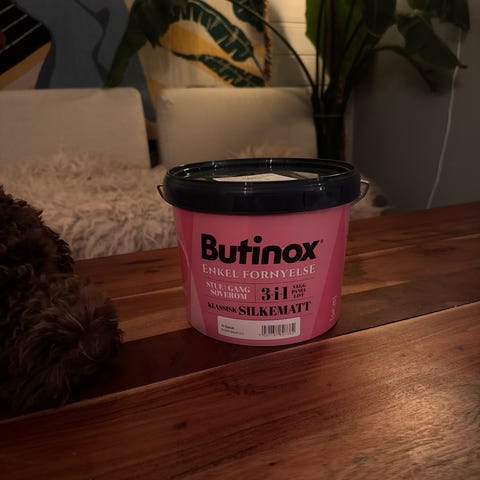 Butinox
ENKEL FORNYELSE
STUE | GANG
SOVEROM
3 i 1
VEGG
PANEL
LIST
KLASSISK SILKEMATT